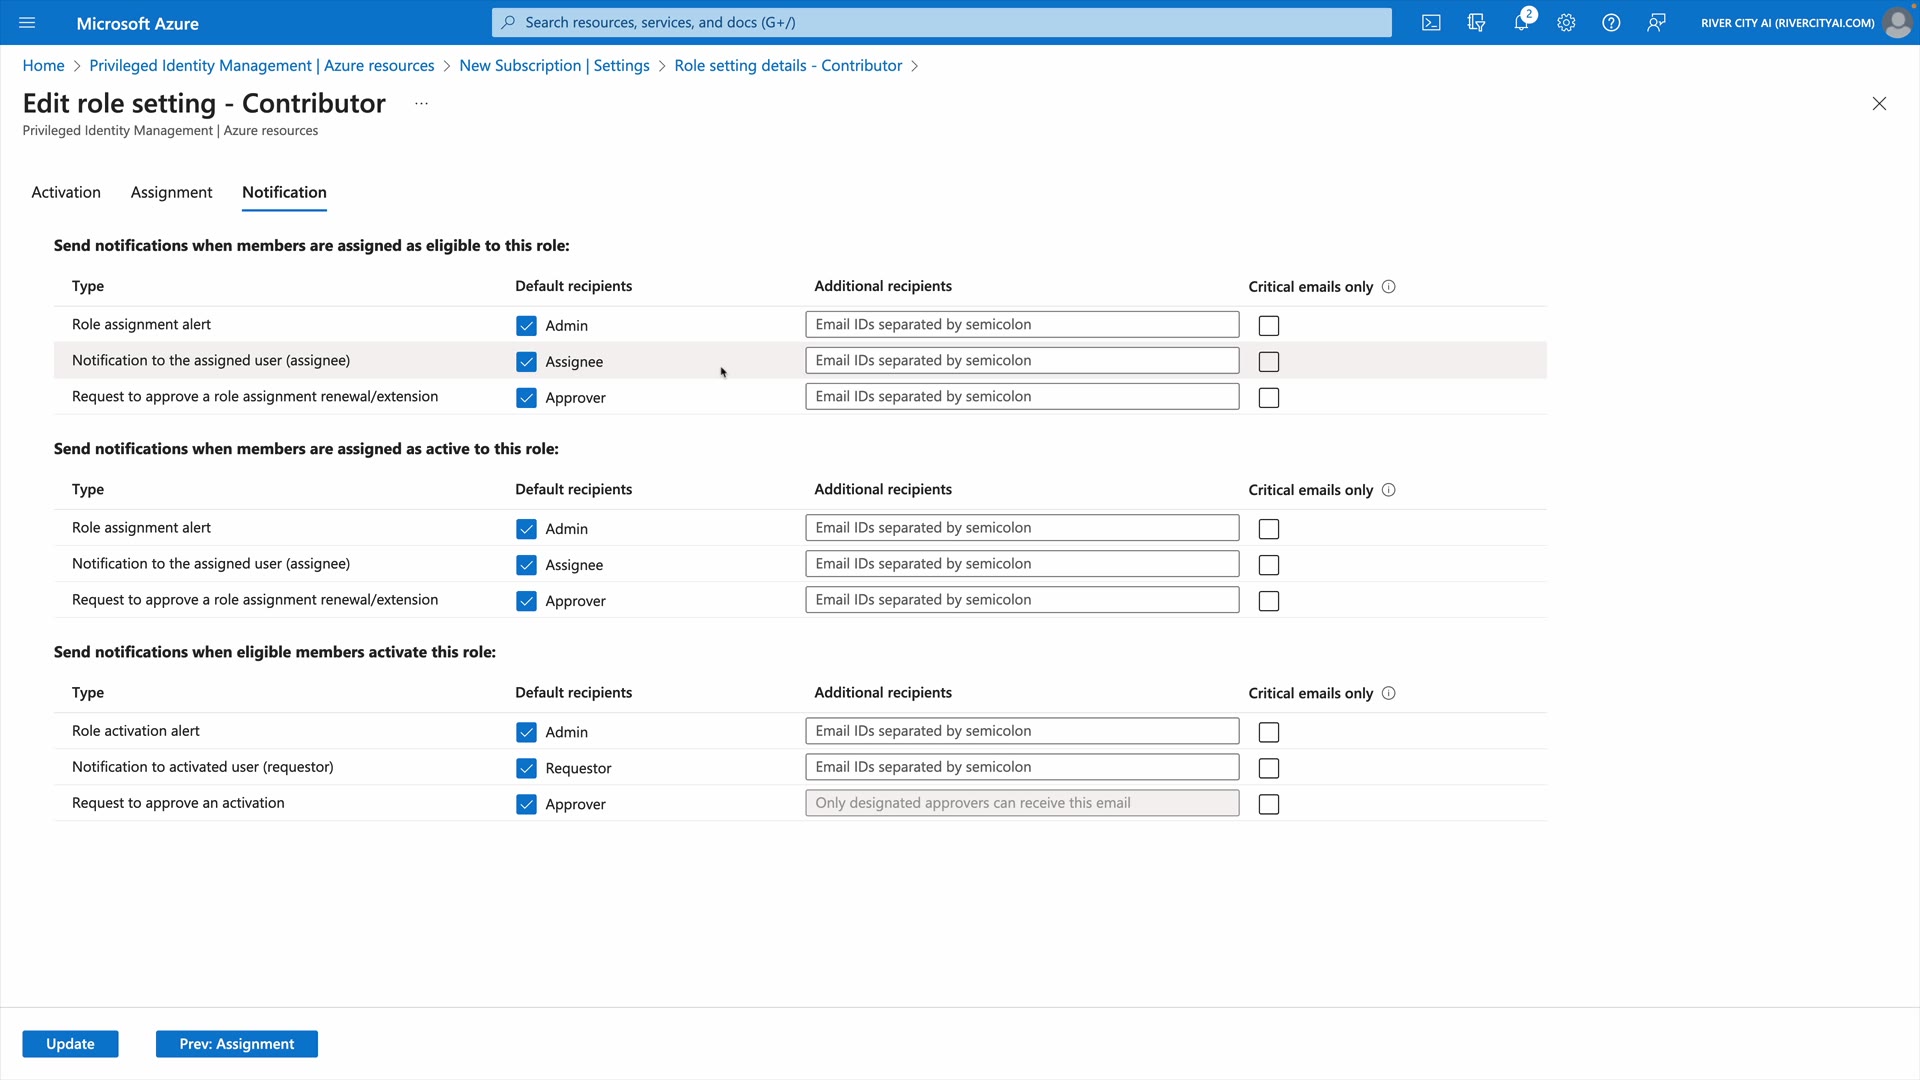 Microsoft Azure
Search resources, services, and docs (G+/)
2
RIVER CITY AI (RIVERCITYAI.COM)
Home > Privileged Identity Management | Azure resources > New Subscription | Settings > Role setting details - Contributor >
Edit role setting - Contributor ...
Privileged Identity Management | Azure resources
Activation Assignment Notification
Send notifications when members are assigned as eligible to this role:
Type Default recipients Additional recipients Critical emails only
Role assignment alert Admin Email IDs separated by semicolon
Notification to the assigned user (assignee) Assignee Email IDs separated by semicolon
Request to approve a role assignment renewal/extension Approver Email IDs separated by semicolon
Send notifications when members are assigned as active to this role:
Type Default recipients Additional recipients Critical emails only
Role assignment alert Admin Email IDs separated by semicolon
Notification to the assigned user (assignee) Assignee Email IDs separated by semicolon
Request to approve a role assignment renewal/extension Approver Email IDs separated by semicolon
Send notifications when eligible members activate this role:
Type Default recipients Additional recipients Critical emails only
Role activation alert Admin Email IDs separated by semicolon
Notification to activated user (requestor) Requestor Email IDs separated by semicolon
Request to approve an activation Approver Only designated approvers can receive this email
Update Prev: Assignment